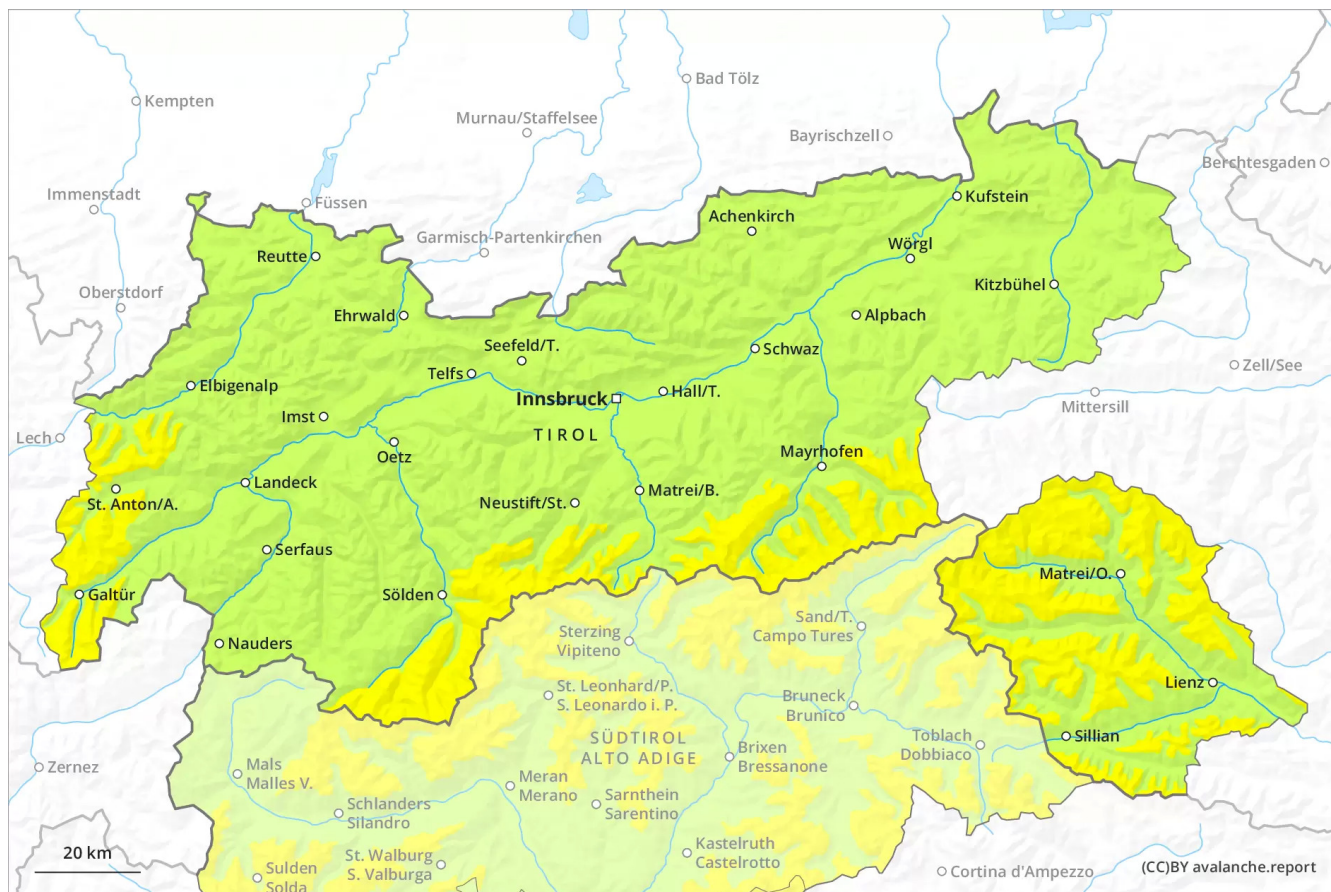 Kempten
Bad Tölz
Murnau/Staffelsee
Bayrischzell
Berchtesgaden
Immenstadt
Füssen
Kufstein
Achenkirch
Garmisch-Partenkirchen
Wörgl
Reutte
Oberstdorf
Kitzbühel
Ehrwald
Alpbach
Seefeld/T.
Schwaz
Zell/See
Telfs
Elbigenalp
Hall/T.
Mittersill
Innsbruck
Imst
TIROL
Lech
Oetz
Mayrhofen
Landeck
St. Anton/A.
Neustift/St.
Matrei/B.
Serfaus
Matrei/O.
Galtür
Sölden
Sand/T.
Campo Tures
Sterzing
Vipiteno
Nauders
Lienz
St. Leonhard/P.
S. Leonardo i. P.
Bruneck
Brunico
SÜDTIROL
ALTO ADIGE
Toblach
Dobbiaco
Sillian
Brixen
Bressanone
Zernez
Mals
Malles V.
Meran
Merano
Sarnthein
Sarentino
Schlanders
Silandro
Kastelruth
Castelrotto
20 km
St. Walburg
S. Valburga
Sulden
Solda
Cortina d'Ampezzo
(CC)BY avalanche.report